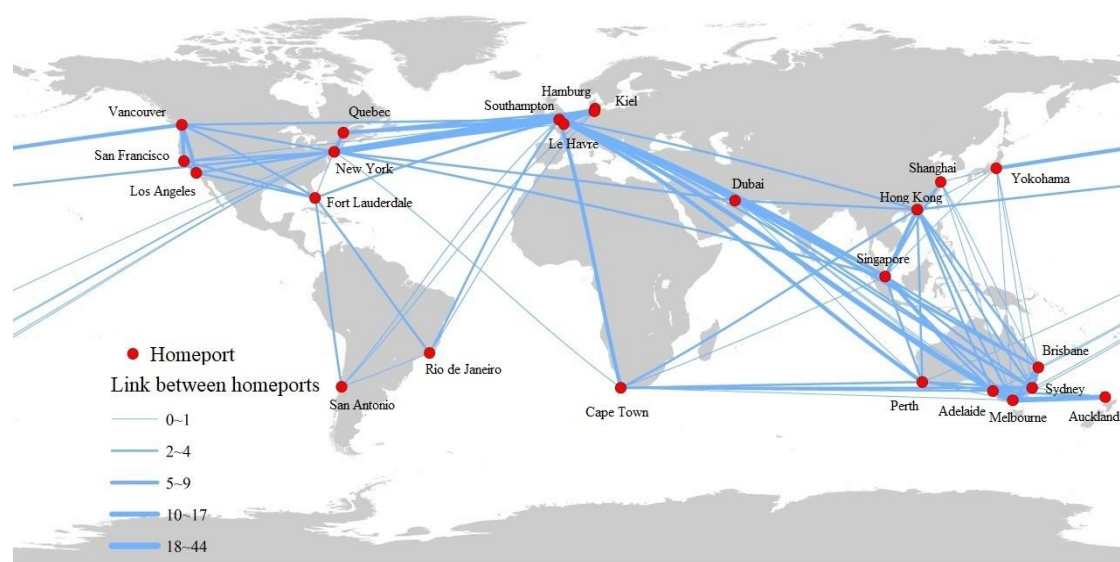 Hamburg
Kiel
Southampton
Vancouver
Quebec
Le Havre
San Francisco
New York
Shanghai
Yokohama
Los Angeles
Dubai
Hong Kong
Fort Lauderdale
Singapore
Homeport
Brisbane
Rio de Janeiro
Link between homeports
Sydney
San Antonio
Cape Town
Perth
Adelaide
Melbourne
Auckland
0~1
2~4
5~9
10~17
18~44